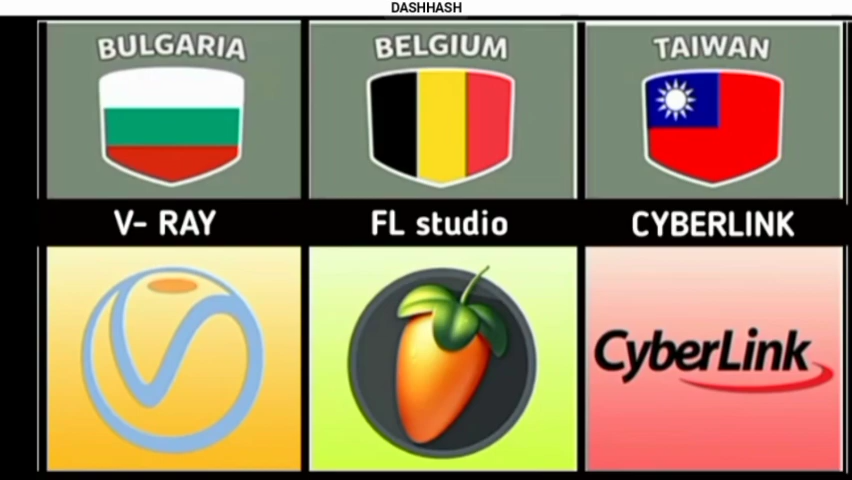 DASHHASH
BULGARIA BELGIUM TAIWAN
V- RAY FL studio CYBERLINK
CyberLink